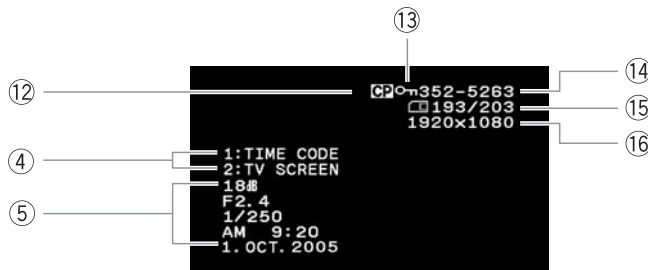 ⑬
⑫ CP 352-5263 ⑭
193/203 ⑮
1920x1080 ⑯
④ 1:TIME CODE
2:TV SCREEN
⑤ 18dB
F2.4
1/250
AM 9:20
1.OCT.2005